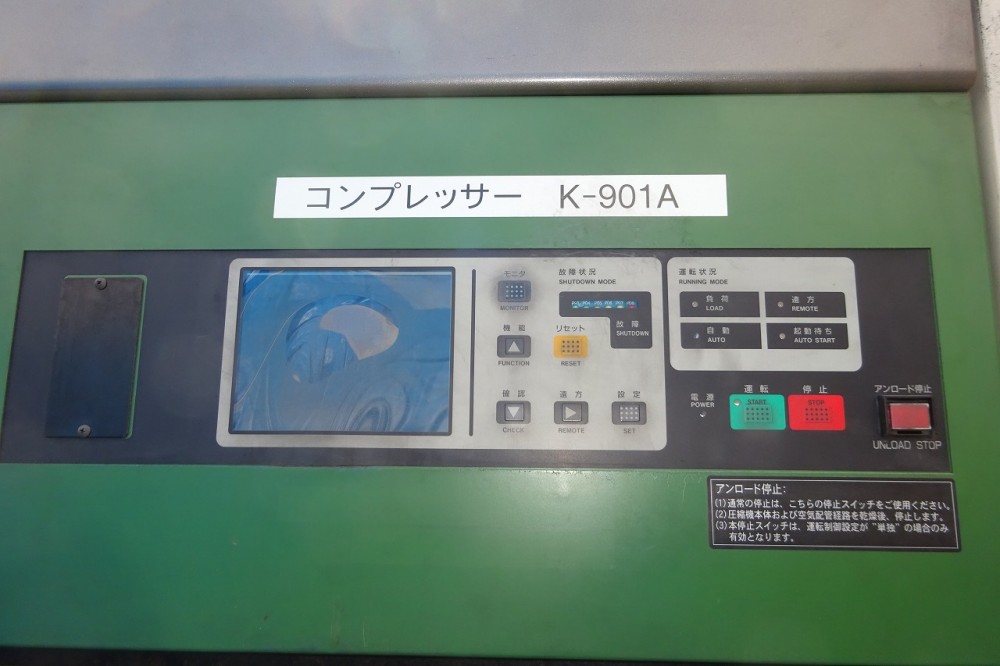 コンプレッサー K-901A
モニタ
MONITOR
機能
FUNCTION
確認
CHECK
故障状況
SHUTDOWN MODE
故障
SHUTDOWN
リセット
RESET
遠方
REMOTE
設定
SET
運転状況
RUNNING MODE
負荷
LOAD
遠方
REMOTE
自動
AUTO
起動待ち
AUTO START
電源
POWER
運転
START
停止
STOP
アンロード停止
UNLOAD STOP
アンロード停止:
(1)通常の停止は、こちらの停止スイッチをご使用ください。
(2)圧縮機本体および空気配管経路を乾燥後、停止します。
(3)本停止スイッチは、運転制御設定が“単独”の場合のみ
有効となります。